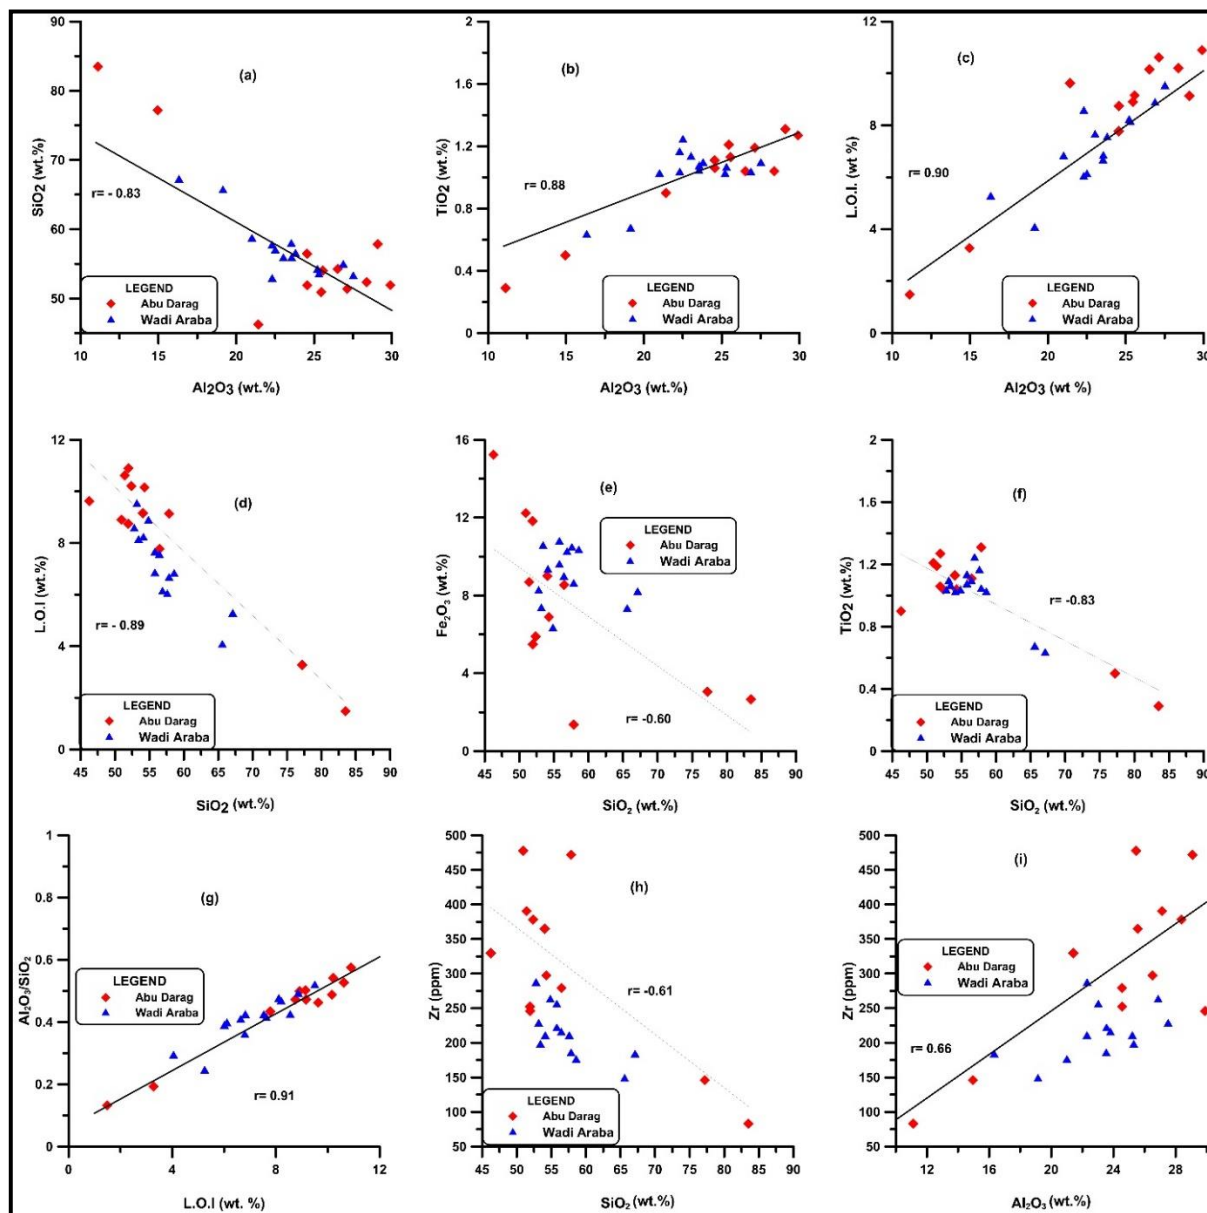 90
80
70
60
50
SiO2 (wt.%)
(a)
r= - 0.83
LEGEND
Abu Darag
Wadi Araba
10 15 20 25 30
Al2O3 (wt.%)
2
1.6
1.2
0.8
0.4
0
TiO2 (wt.%)
(b)
r= 0.88
LEGEND
Abu Darag
Wadi Araba
10 15 20 25 30
Al2O3 (wt.%)
12
8
4
0
L.O.I. (wt %)
(c)
r= 0.90
LEGEND
Abu Darag
Wadi Araba
10 15 20 25 30
Al2O3 (wt %)
12
8
4
0
L.O.I (wt.%)
(d)
r= - 0.89
LEGEND
Abu Darag
Wadi Araba
45 50 55 60 65 70 75 80 85 90
SiO2 (wt.%)
16
12
8
4
0
Fe2O3 (wt.%)
(e)
LEGEND
Abu Darag
Wadi Araba
r= -0.60
45 50 55 60 65 70 75 80 85 90
SiO2 (wt.%)
2
1.6
1.2
0.8
0.4
0
TiO2 (wt.%)
(f)
r= -0.83
LEGEND
Abu Darag
Wadi Araba
45 50 55 60 65 70 75 80 85 90
SiO2 (wt.%)
1
0.8
0.6
0.4
0.2
0
Al2O3/SiO2
(g)
LEGEND
Abu Darag
Wadi Araba
r= 0.91
0 4 8 12
L.O.I (wt. %)
500
450
400
350
300
250
200
150
100
50
Zr (ppm)
(h)
r= -0.61
LEGEND
Abu Darag
Wadi Araba
45 50 55 60 65 70 75 80 85 90
SiO2 (wt.%)
500
450
400
350
300
250
200
150
100
50
Zr (ppm)
(i)
LEGEND
Abu Darag
Wadi Araba
r= 0.66
12 16 20 24 28
Al2O3 (wt.%)